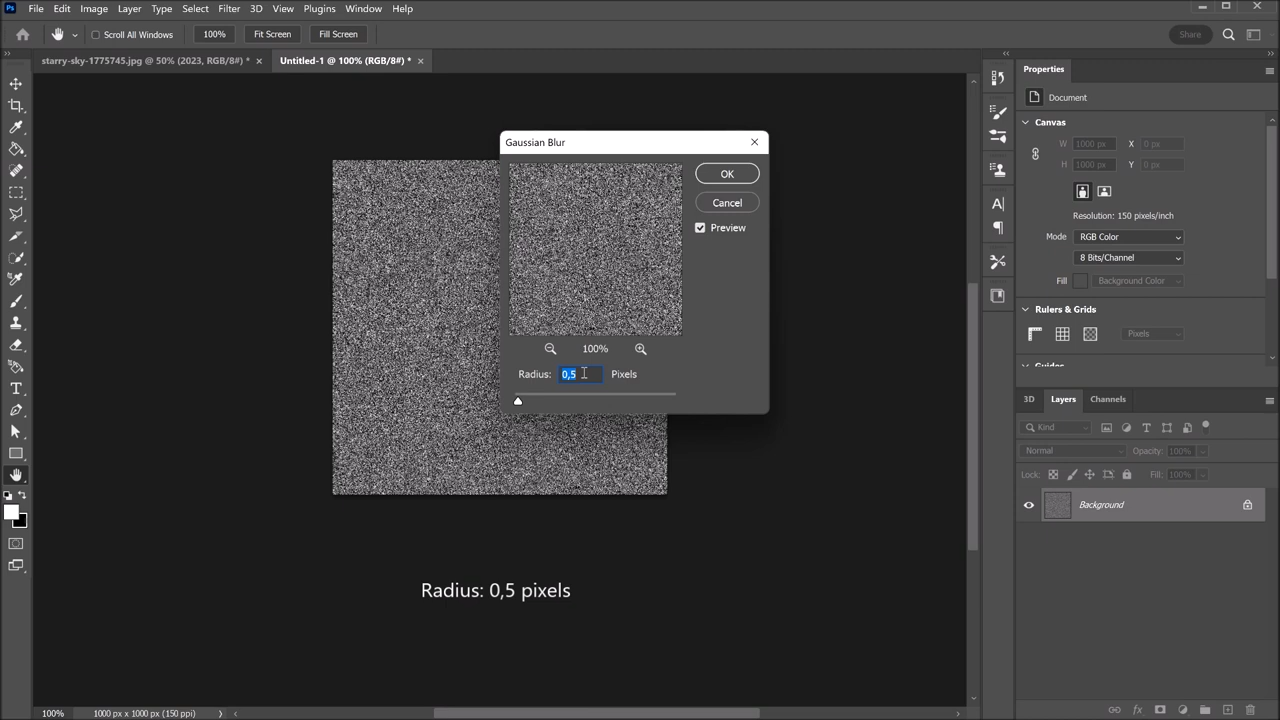 Ps File Edit Image Layer Type Select Filter 3D View Plugins Window Help
Scroll All Windows 100% Fit Screen Fill Screen Share
starry-sky-1775745.jpg @ 50% (2023, RGB/8#) * Untitled-1 @ 100% (RGB/8#) *
Gaussian Blur
OK
Cancel
Preview
100%
Radius: 0,5 Pixels
Radius: 0,5 pixels
100% 1000 px x 1000 px (150 ppi)
Properties
Document
Canvas
W 1000 px X 0 px
H 1000 px Y 0 px
Resolution: 150 pixels/inch
Mode RGB Color
8 Bits/Channel
Fill Background Color
Rulers & Grids
Pixels
Guides
3D Layers Channels
Kind
Normal Opacity: 100%
Lock: Fill: 100%
Background